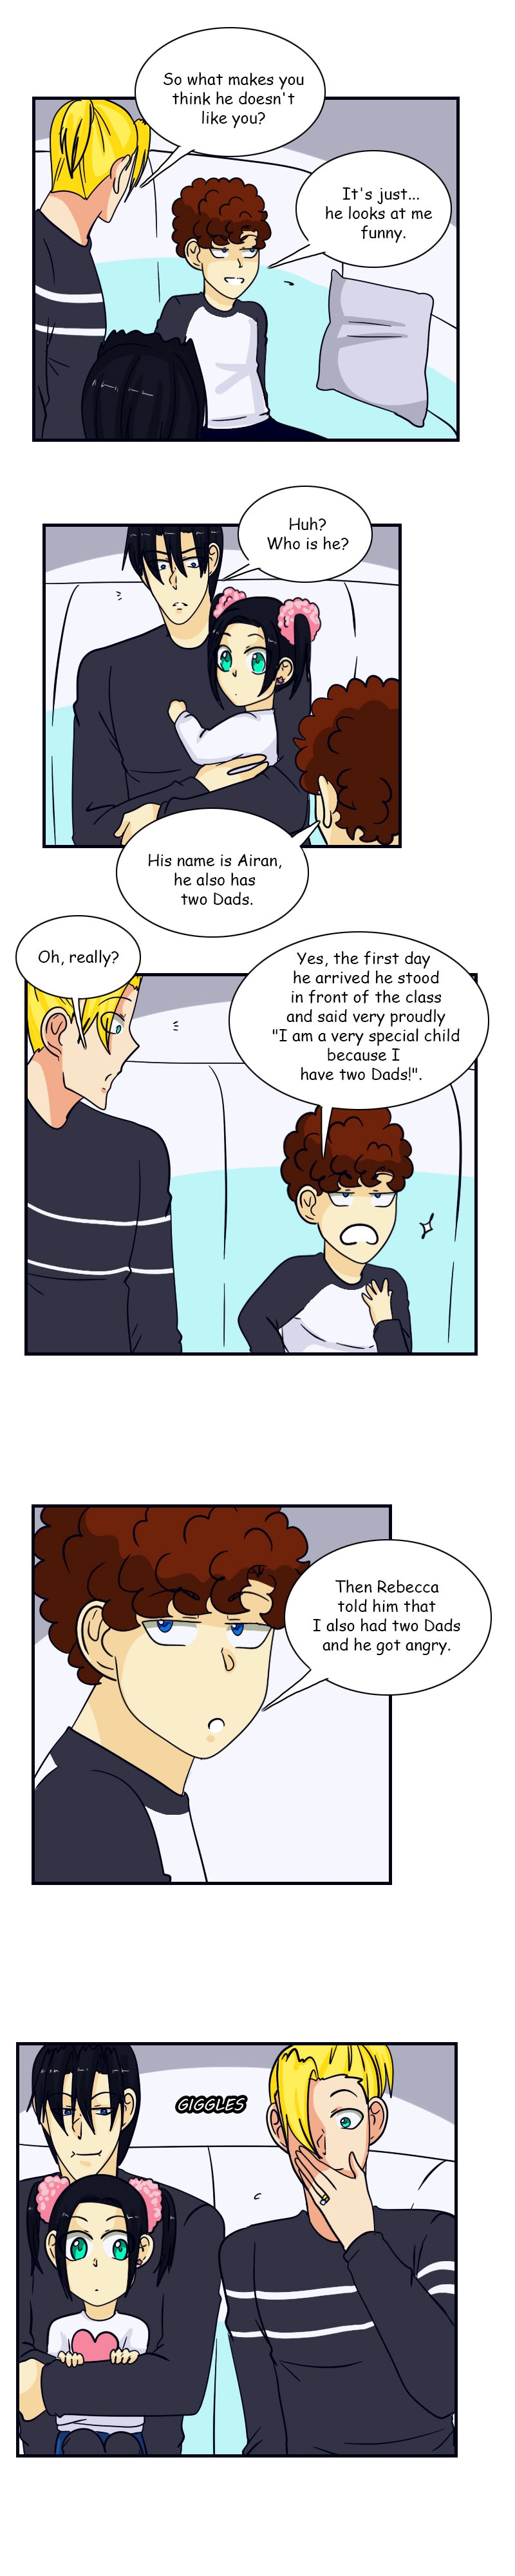 So what makes you
think he doesn't
like you?
It's just...
he looks at me
funny.
Huh?
Who is he?
His name is Airan,
he also has
two Dads.
Oh, really?
Yes, the first day
he arrived he stood
in front of the class
and said very proudly
"I am a very special child
because I
have two Dads!".
Then Rebecca
told him that
I also had two Dads
and he got angry.
GIGGLES